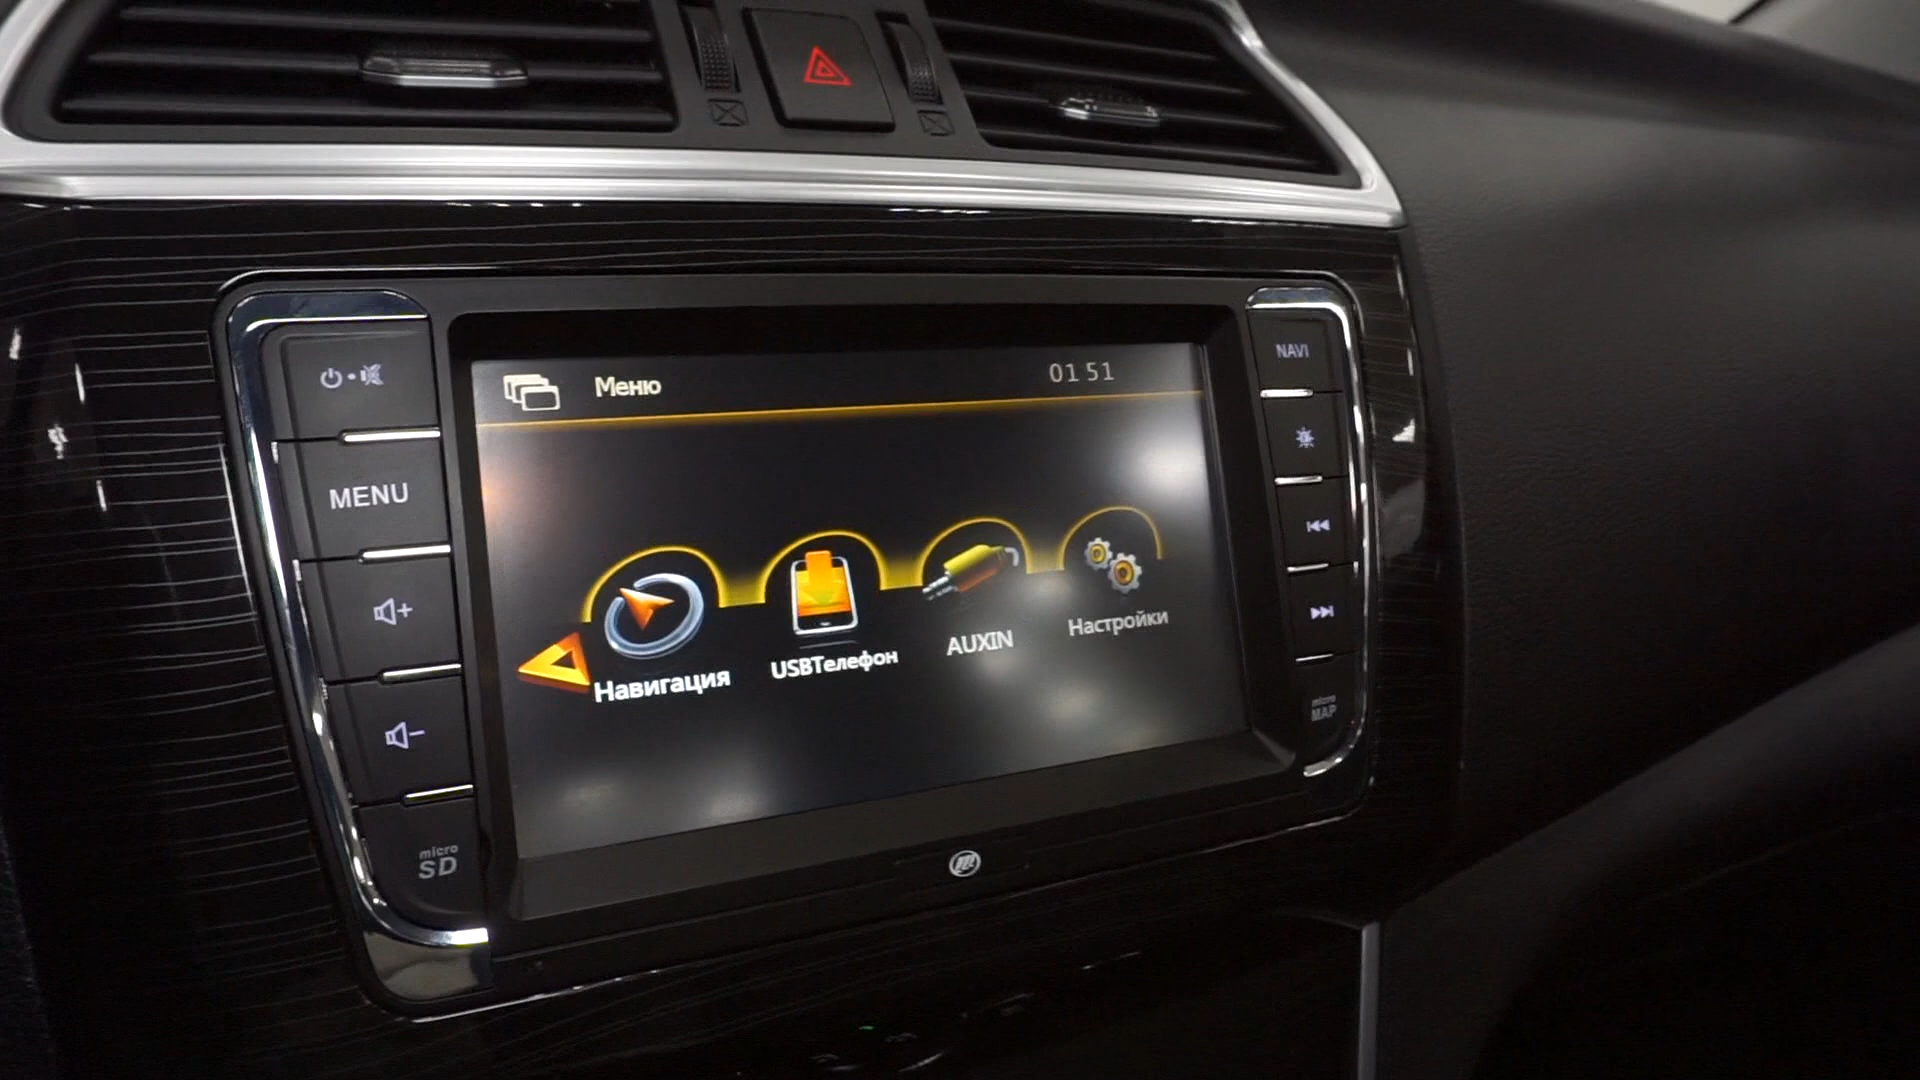 Меню
01 51
Навигация
USBТелефон
AUXIN
Настройки
MENU
micro
SD
NAVI
micro
MAP